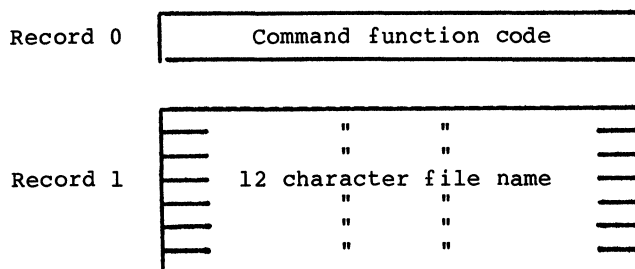 Record 0 Command function code
" "
" "
Record 1 12 character file name
" "
" "
" "